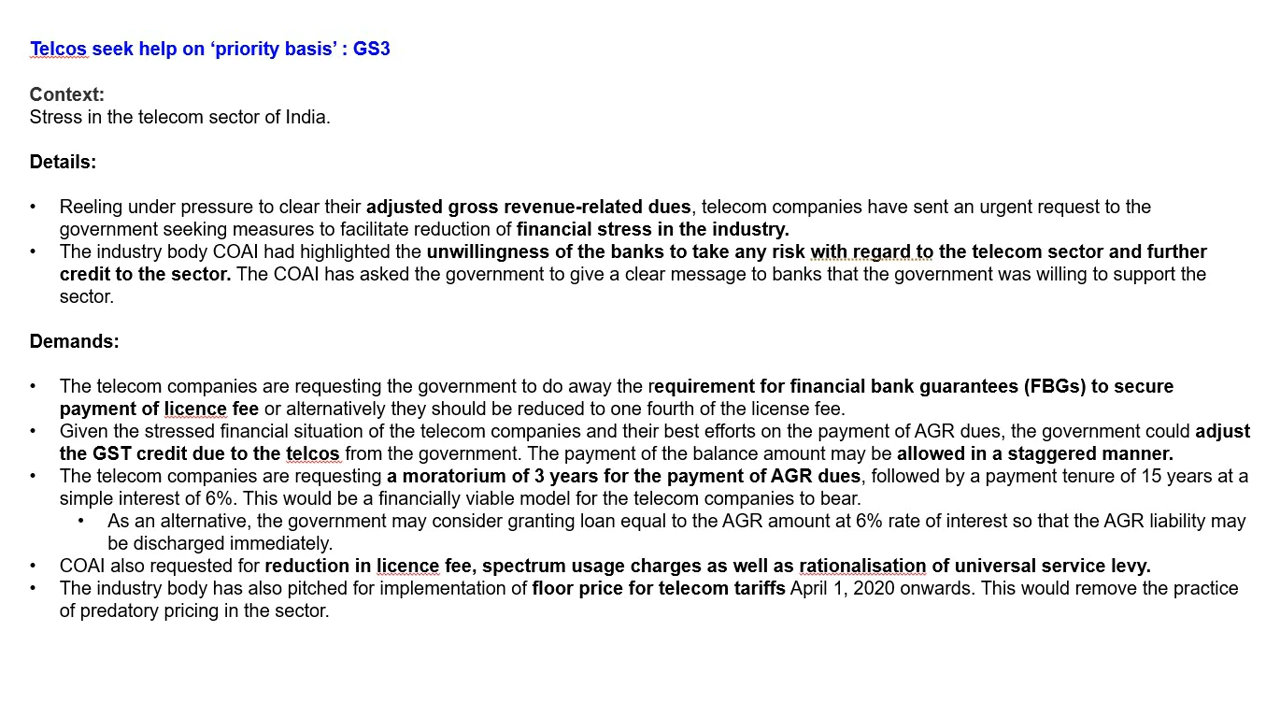 Telcos seek help on ‘priority basis’ : GS3
Context:
Stress in the telecom sector of India.
Details:
• Reeling under pressure to clear their adjusted gross revenue-related dues, telecom companies have sent an urgent request to the
government seeking measures to facilitate reduction of financial stress in the industry.
• The industry body COAI had highlighted the unwillingness of the banks to take any risk with regard to the telecom sector and further
credit to the sector. The COAI has asked the government to give a clear message to banks that the government was willing to support the
sector.
Demands:
• The telecom companies are requesting the government to do away the requirement for financial bank guarantees (FBGs) to secure
payment of licence fee or alternatively they should be reduced to one fourth of the license fee.
• Given the stressed financial situation of the telecom companies and their best efforts on the payment of AGR dues, the government could adjust
the GST credit due to the telcos from the government. The payment of the balance amount may be allowed in a staggered manner.
• The telecom companies are requesting a moratorium of 3 years for the payment of AGR dues, followed by a payment tenure of 15 years at a
simple interest of 6%. This would be a financially viable model for the telecom companies to bear.
• As an alternative, the government may consider granting loan equal to the AGR amount at 6% rate of interest so that the AGR liability may
be discharged immediately.
• COAI also requested for reduction in licence fee, spectrum usage charges as well as rationalisation of universal service levy.
• The industry body has also pitched for implementation of floor price for telecom tariffs April 1, 2020 onwards. This would remove the practice
of predatory pricing in the sector.